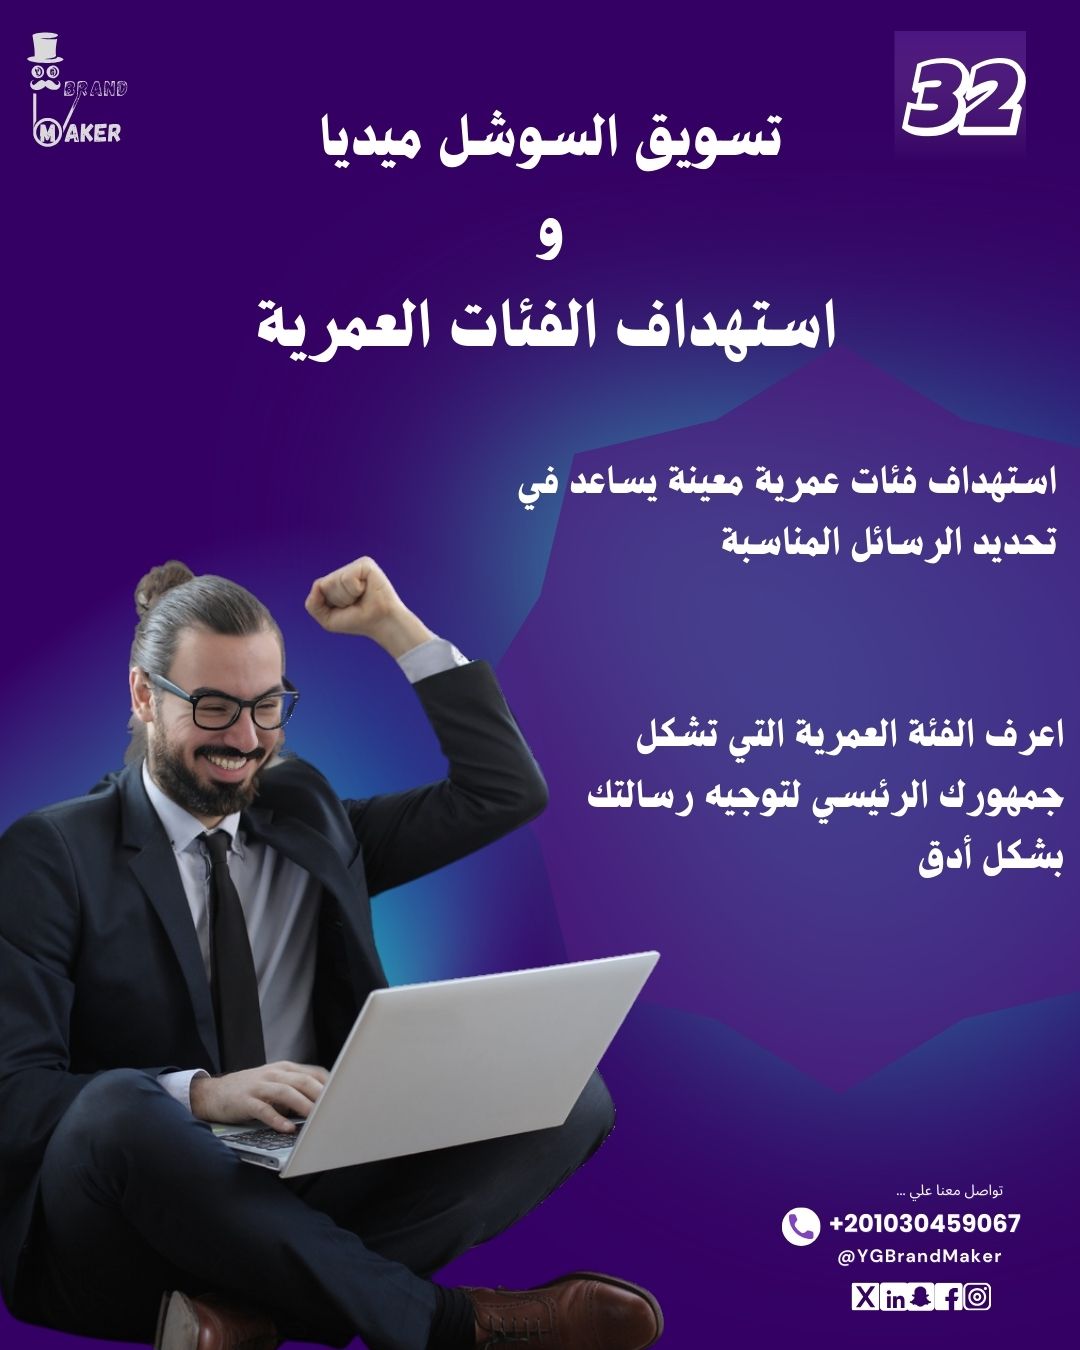 BRAND
MAKER
32
تسويق السوشل ميديا
و
استهداف الفئات العمرية
استهداف فئات عمرية معينة يساعد في
تحديد الرسائل المناسبة
اعرف الفئة العمرية التي تشكل
جمهورك الرئيسي لتوجيه رسالتك
بشكل أدق
تواصل معنا علي ...
+201030459067
@YGBrandMaker